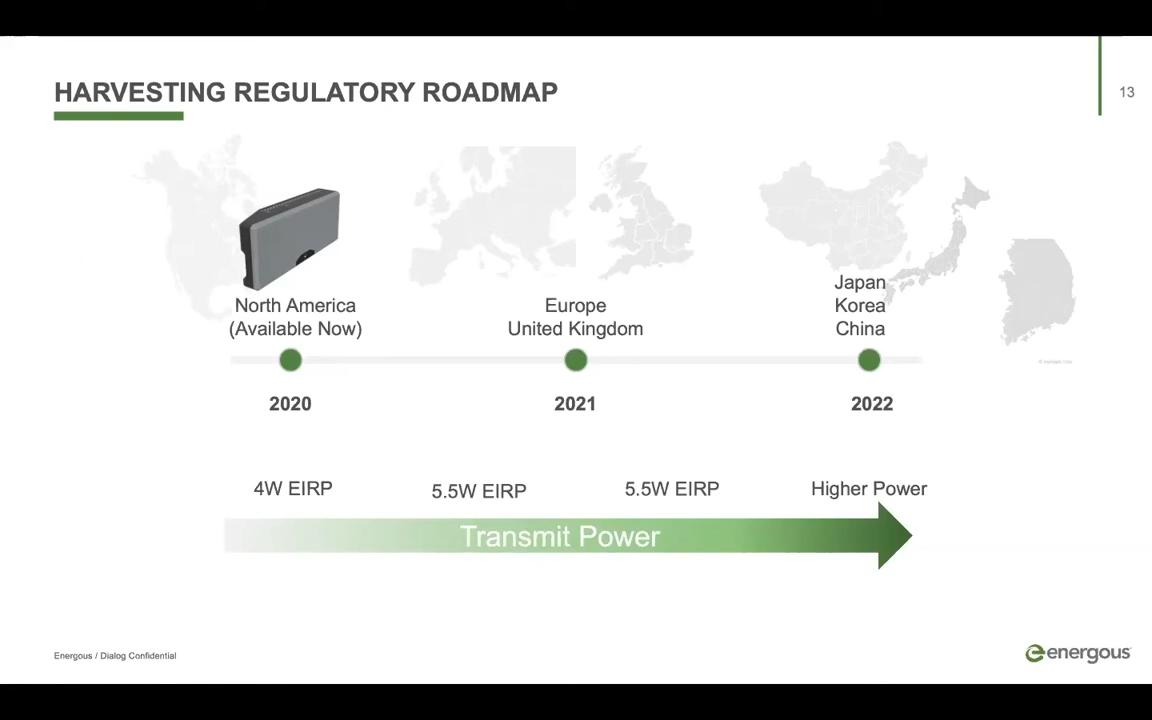 HARVESTING REGULATORY ROADMAP
13
North America
(Available Now)
Europe
United Kingdom
Japan
Korea
China
2020
2021
2022
4W EIRP
5.5W EIRP
5.5W EIRP
Higher Power
Transmit Power
Energous / Dialog Confidential
energous